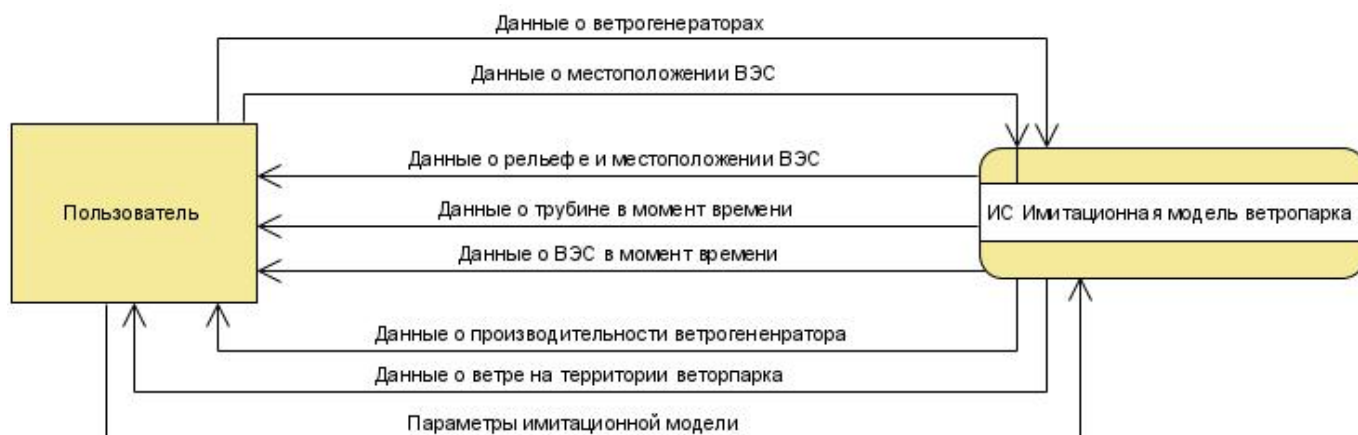 Данные о ветрогенераторах
Данные о местоположении ВЭС
Данные о рельефе и местоположении ВЭС
Пользователь
Данные о трубине в момент времени
ИС Имитационная модель ветропарка
Данные о ВЭС в момент времени
Данные о производительности ветрогененратора
Данные о ветре на территории веторпарка
Параметры имитационной модели